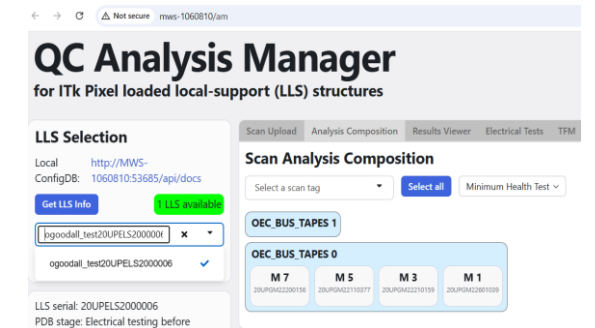 Not secure mws-1060810/am
QC Analysis Manager
for ITk Pixel loaded local-support (LLS) structures
LLS Selection
Local ConfigDB: http://MWS-
1060810:53685/api/docs
Get LLS Info
1 LLS available
ogoodall_test20UPELS2000006
ogoodall_test20UPELS2000006
LLS serial: 20UPELS2000006
PDB stage: Electrical testing before
Scan Upload Analysis Composition Results Viewer Electrical Tests TFM
Scan Analysis Composition
Select a scan tag
Select all
Minimum Health Test
OEC_BUS_TAPES 1
OEC_BUS_TAPES 0
M 7 M 5 M 3 M 1
20UPGM22200156 20UPGM22110377 20UPGM22210159 20UPGM22601039